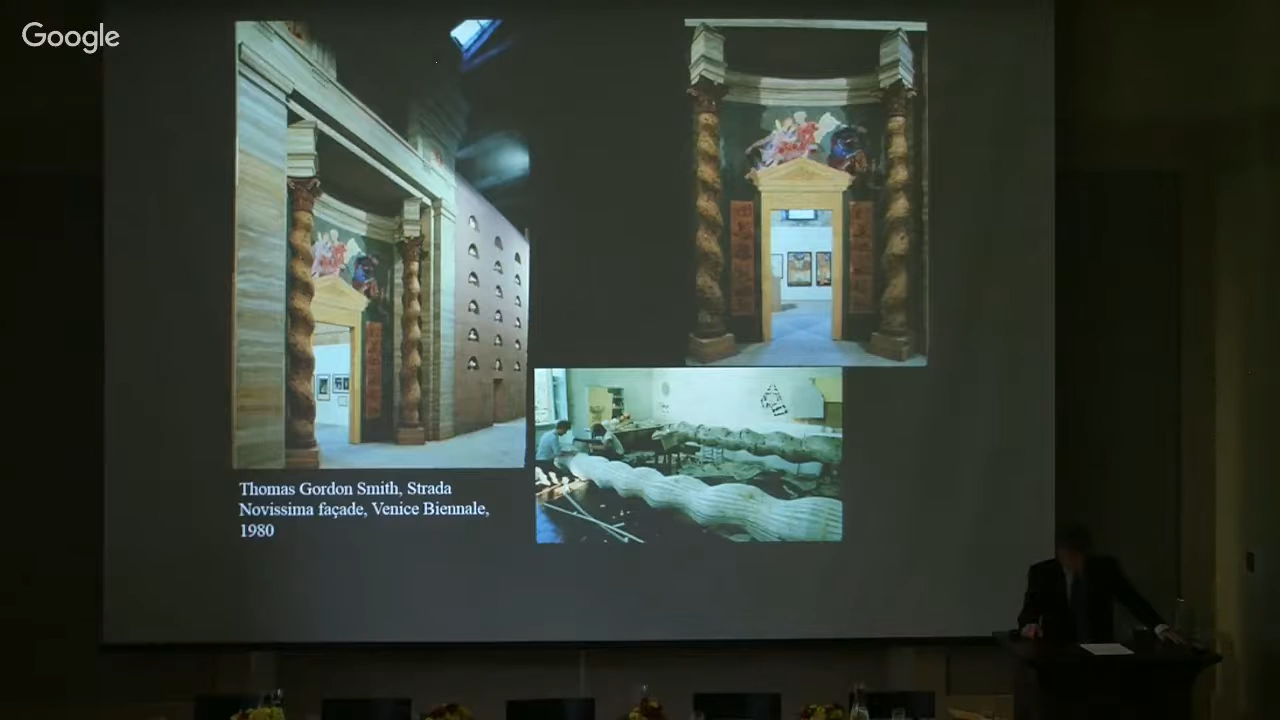 Google
Thomas Gordon Smith, Strada
Novissima façade, Venice Biennale,
1980